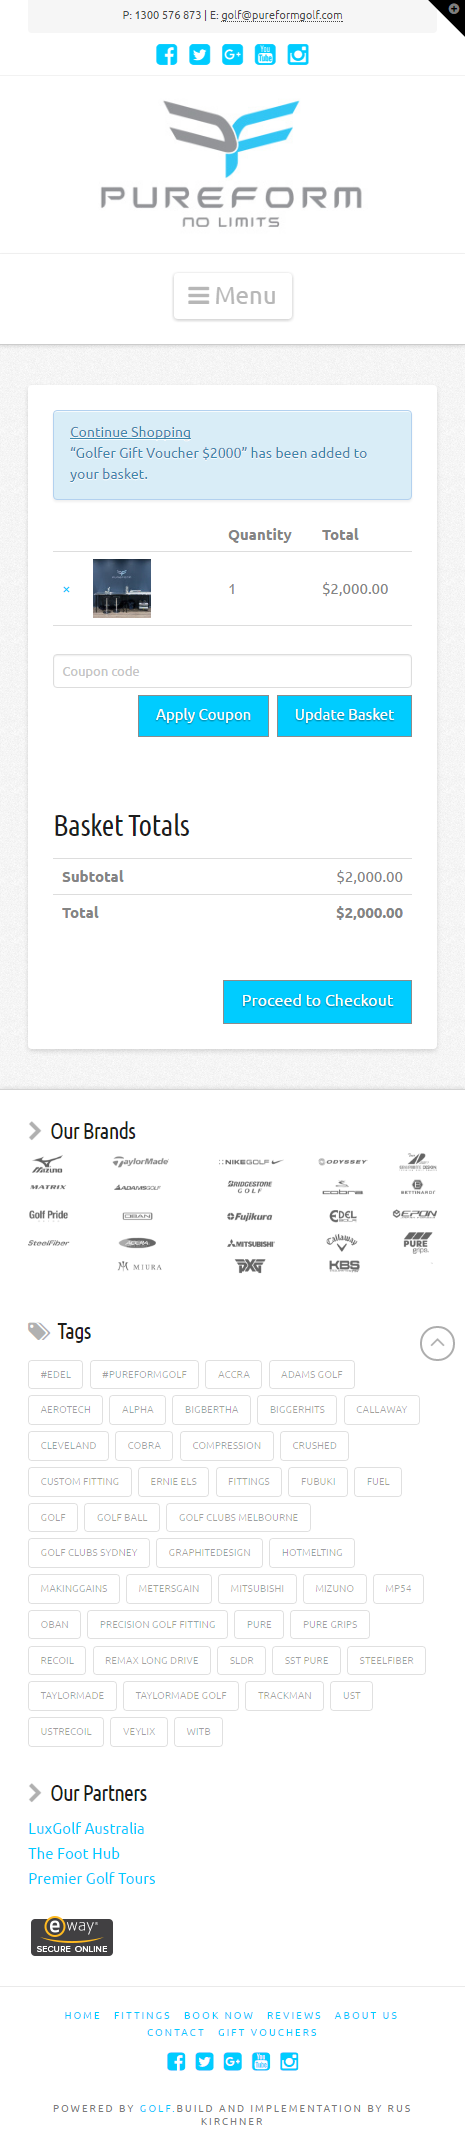 P: 1300 576 873 | E: golf@pureformgolf.com
PUREFORM
NO LIMITS
Menu
Continue Shopping
“Golfer Gift Voucher $2000” has been added to
your basket.
Quantity Total
× 1 $2,000.00
Coupon code
Apply Coupon Update Basket
Basket Totals
Subtotal $2,000.00
Total $2,000.00
Proceed to Checkout
Our Brands
MIZUNO TaylorMade NIKEGOLF ODYSSEY
MATRIX ADAMSGOLF BRIDGESTONE GOLF cobra BETTINARDI
Golf Pride OBAN Fujikura EDEL GOLF EPON
SteelFiber AERA MITSUBISHI Callaway PURE grips
MIURA PXG KBS
Tags
#EDEL #PUREFORMGOLF ACCRA ADAMS GOLF
AEROTECH ALPHA BIGBERTHA BIGGERHITS CALLAWAY
CLEVELAND COBRA COMPRESSION CRUSHED
CUSTOM FITTING ERNIE ELS FITTINGS FUBUKI FUEL
GOLF GOLF BALL GOLF CLUBS MELBOURNE
GOLF CLUBS SYDNEY GRAPHITEDESIGN HOTMELTING
MAKINGGAINS METERSGAIN MITSUBISHI MIZUNO MP54
OBAN PRECISION GOLF FITTING PURE PURE GRIPS
RECOIL REMAX LONG DRIVE SLDR SST PURE STEELFIBER
TAYLORMADE TAYLORMADE GOLF TRACKMAN UST
USTRECOIL VEYLIX WITB
Our Partners
LuxGolf Australia
The Foot Hub
Premier Golf Tours
eway
SECURE ONLINE
HOME FITTINGS BOOK NOW REVIEWS ABOUT US
CONTACT GIFT VOUCHERS
POWERED BY GOLF.BUILD AND IMPLEMENTATION BY RUS
KIRCHNER